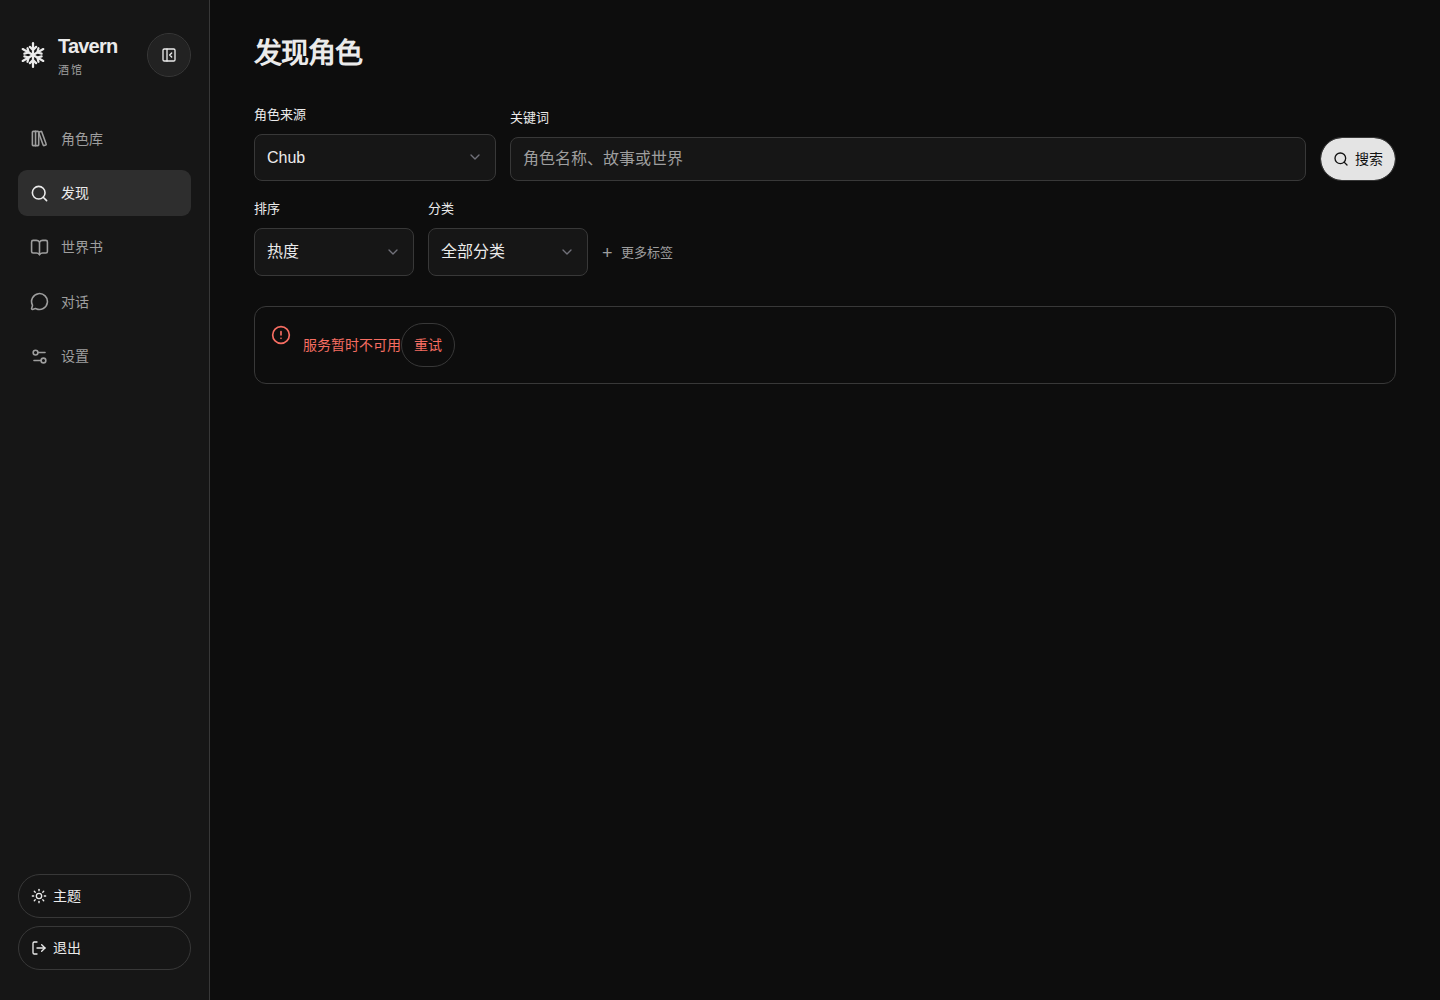 Tavern
酒馆
角色库
发现
世界书
对话
设置
主题
退出
发现角色
角色来源
Chub
关键词
角色名称、故事或世界
搜索
排序
热度
分类
全部分类
+ 更多标签
服务暂时不可用 重试